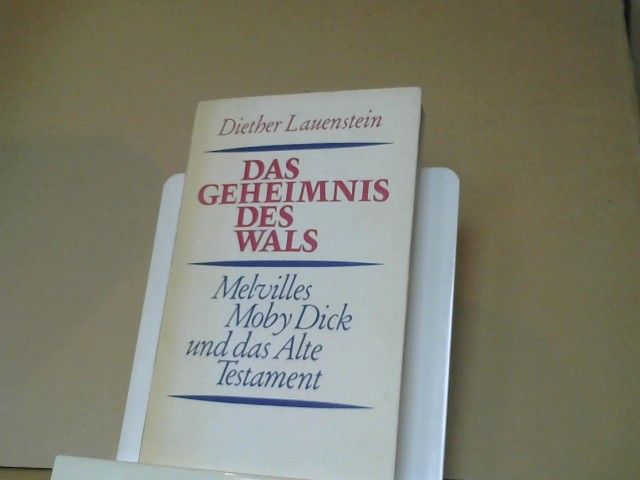 Diether Lauenstein
DAS
GEHEIMNIS
DES
WALS
Melvilles
Moby Dick
und das Alte
Testament